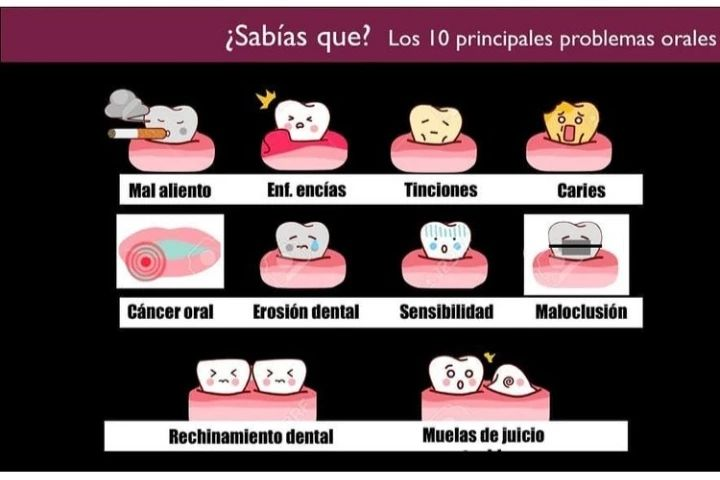 ¿Sabías que? Los 10 principales problemas orales
Mal aliento Enf. encías Tinciones Caries
Cáncer oral Erosión dental Sensibilidad Maloclusión
Rechinamiento dental Muelas de juicio